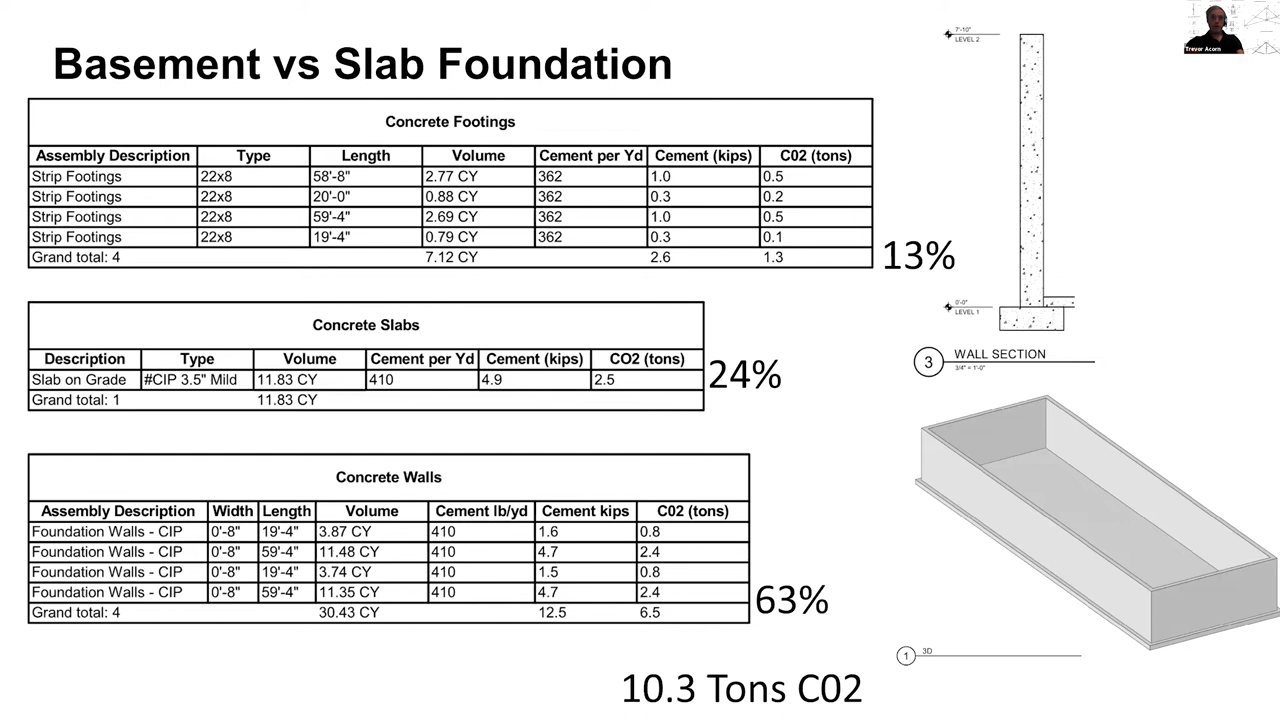 Basement vs Slab Foundation
Concrete Footings
Assembly Description Type Length Volume Cement per Yd Cement (kips) C02 (tons)
Strip Footings 22x8 58'-8" 2.77 CY 362 1.0 0.5
Strip Footings 22x8 20'-0" 0.88 CY 362 0.3 0.2
Strip Footings 22x8 59'-4" 2.69 CY 362 1.0 0.5
Strip Footings 22x8 19'-4" 0.79 CY 362 0.3 0.1
Grand total: 4 7.12 CY 2.6 1.3
13%
Concrete Slabs
Description Type Volume Cement per Yd Cement (kips) CO2 (tons)
Slab on Grade #CIP 3.5" Mild 11.83 CY 410 4.9 2.5
Grand total: 1 11.83 CY
24%
Concrete Walls
Assembly Description Width Length Volume Cement lb/yd Cement kips C02 (tons)
Foundation Walls - CIP 0'-8" 19'-4" 3.87 CY 410 1.6 0.8
Foundation Walls - CIP 0'-8" 59'-4" 11.48 CY 410 4.7 2.4
Foundation Walls - CIP 0'-8" 19'-4" 3.74 CY 410 1.5 0.8
Foundation Walls - CIP 0'-8" 59'-4" 11.35 CY 410 4.7 2.4
Grand total: 4 30.43 CY 12.5 6.5
63%
10.3 Tons C02
7'-10"
LEVEL 2
0'-0"
LEVEL 1
3 WALL SECTION
3/4" = 1'-0"
1 3D
Trevor Acorn